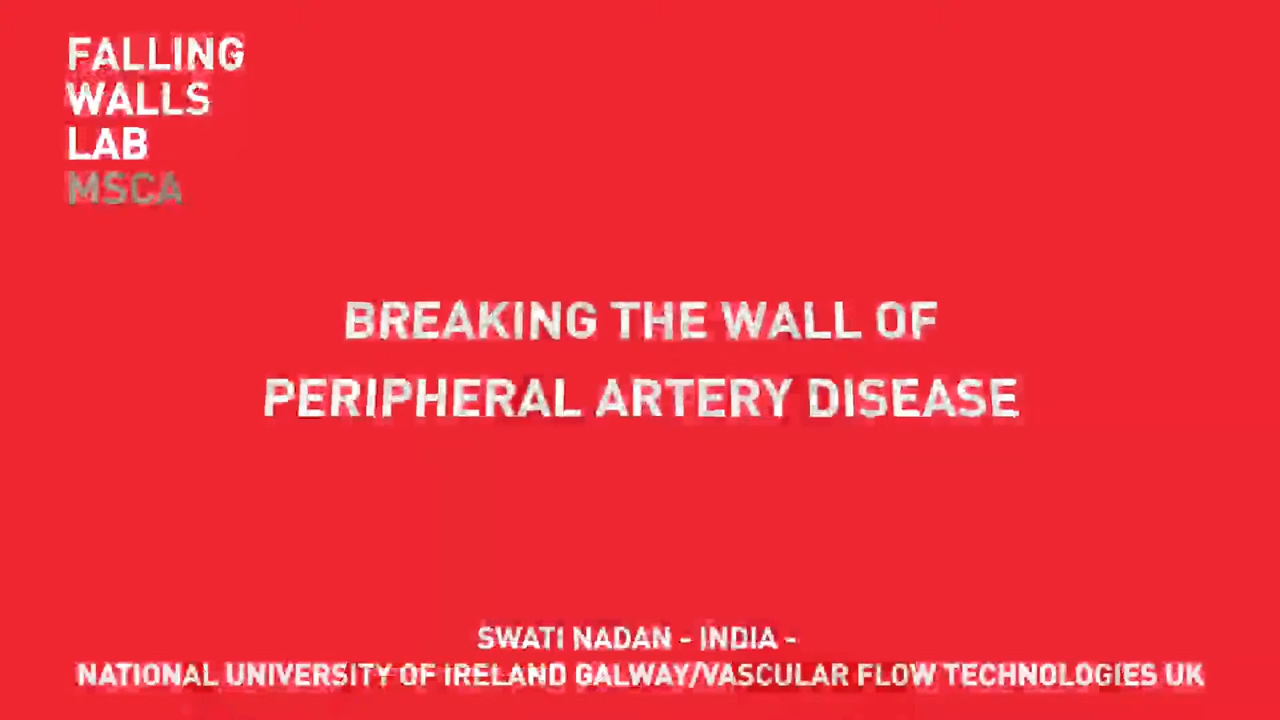 FALLING
WALLS
LAB
MSCA
BREAKING THE WALL OF
PERIPHERAL ARTERY DISEASE
SWATI NADAN - INDIA -
NATIONAL UNIVERSITY OF IRELAND GALWAY/VASCULAR FLOW TECHNOLOGIES UK